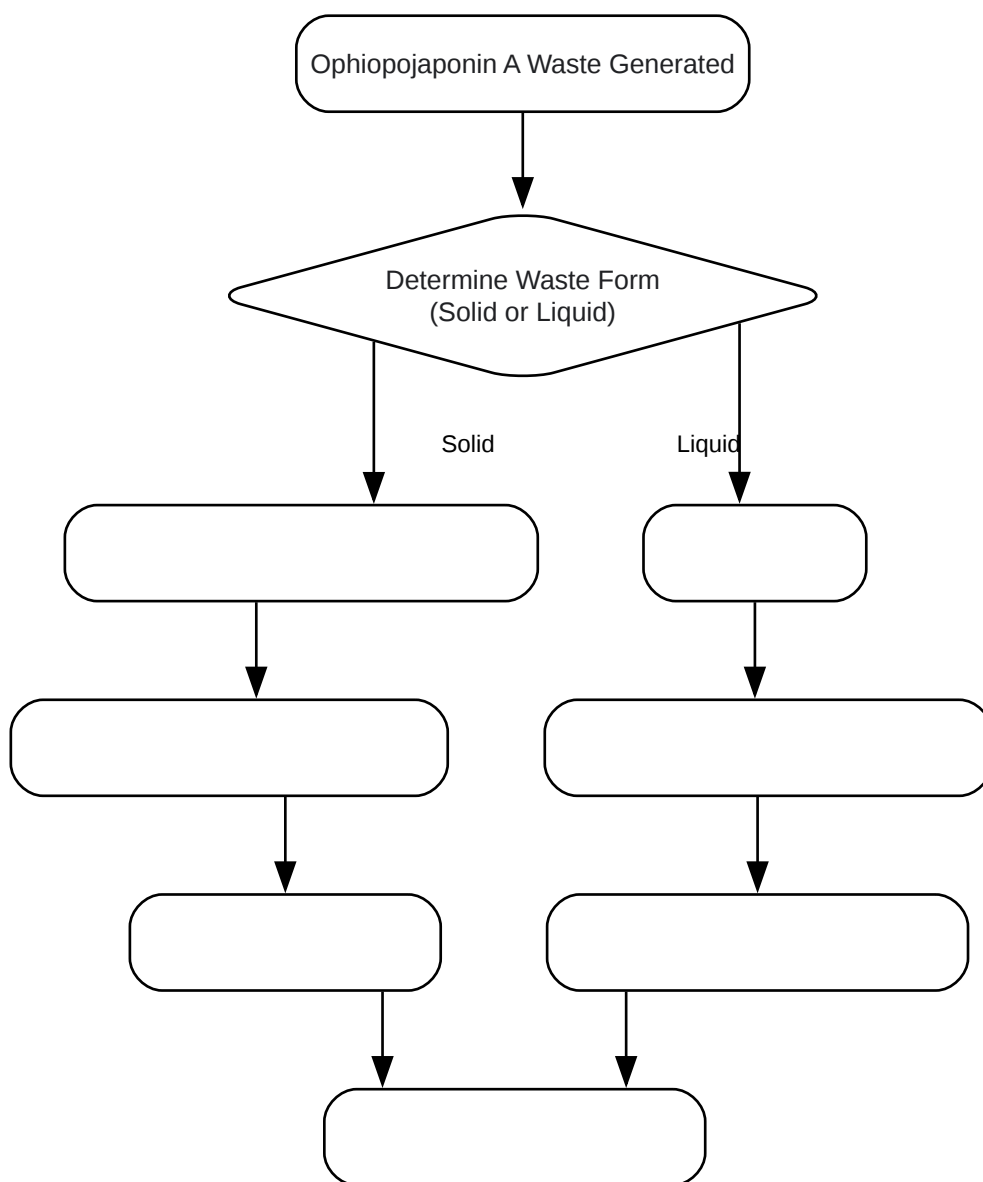 Ophiopojaponin A Waste Generated
Determine Waste Form
(Solid or Liquid)
Solid
Liquid